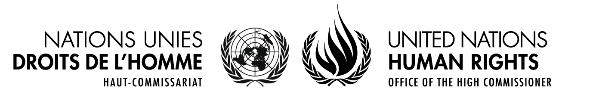 NATIONS UNIES
DROITS DE L'HOMME
HAUT-COMMISSARIAT
UNITED NATIONS
HUMAN RIGHTS
OFFICE OF THE HIGH COMMISSIONER